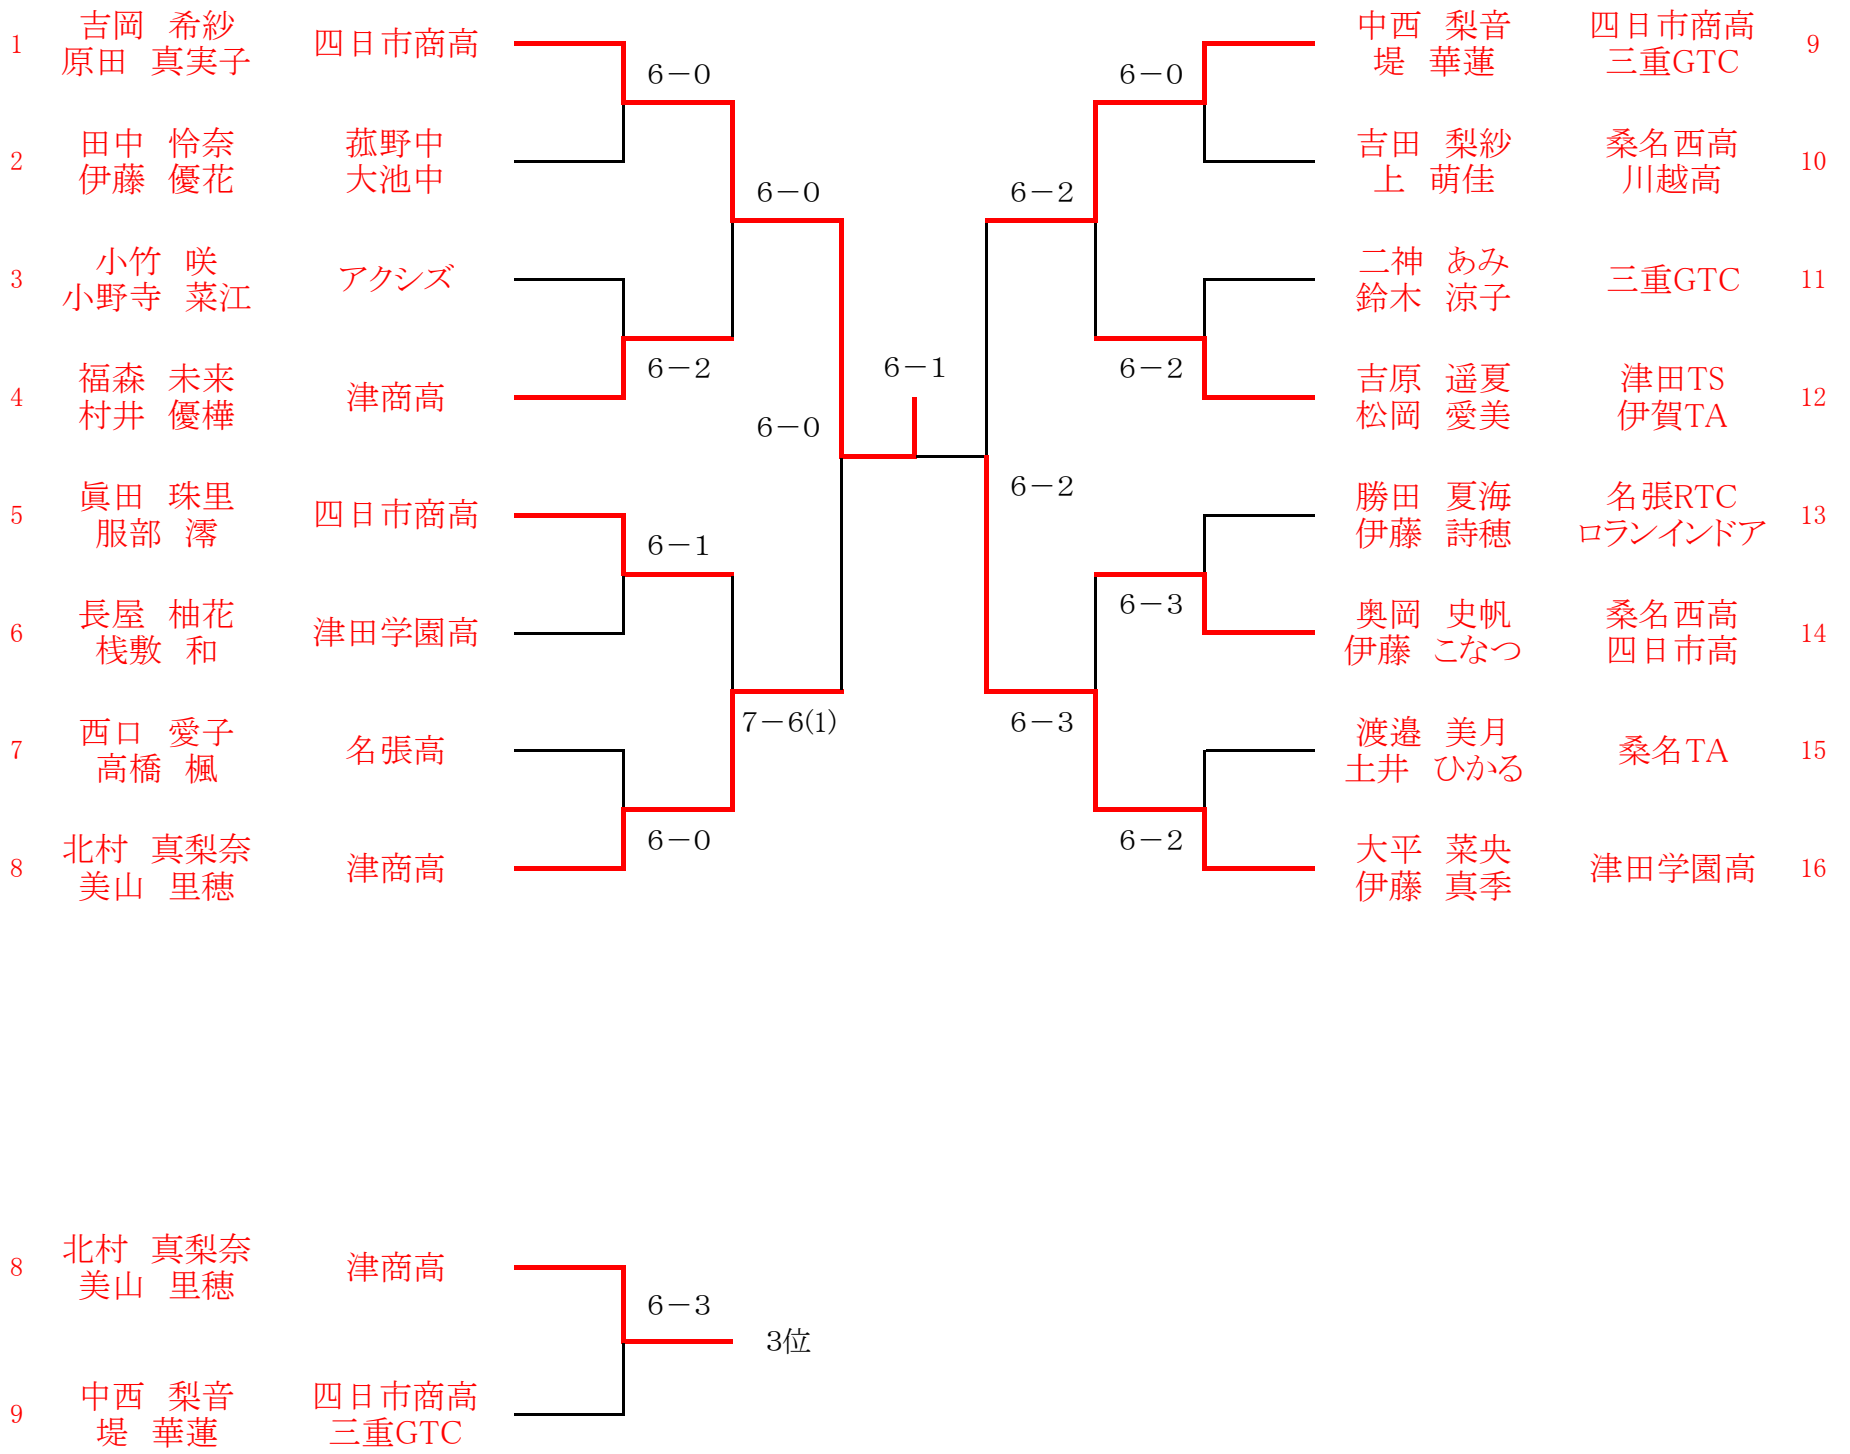 1
吉岡　希紗
原田　真実子
四日市商高
2
田中　怜奈
伊藤　優花
菰野中
大池中
3
小竹　咲
小野寺　菜江
アクシズ
4
福森　未来
村井　優樺
津商高
5
眞田　珠里
服部　澪
四日市商高
6
長屋　柚花
桟敷　和
津田学園高
7
西口　愛子
高橋　楓
名張高
8
北村　真梨奈
美山　里穂
津商高
6－0
6－2
6－1
6－0
6－0
7－6(1)
6－0
6－1
6－2
6－2
6－3
6－0
6－2
6－3
6－2
中西　梨音
堤　華蓮
四日市商高
三重GTC
9
吉田　梨紗
上　萌佳
桑名西高
川越高
10
二神　あみ
鈴木　涼子
三重GTC
11
吉原　遥夏
松岡　愛美
津田TS
伊賀TA
12
勝田　夏海
伊藤　詩穂
名張RTC
ロランインドア
13
奥岡　史帆
伊藤　こなつ
桑名西高
四日市高
14
渡邉　美月
土井　ひかる
桑名TA
15
大平　菜央
伊藤　真季
津田学園高
16
8
北村　真梨奈
美山　里穂
津商高
6－3
3位
9
中西　梨音
堤　華蓮
四日市商高
三重GTC